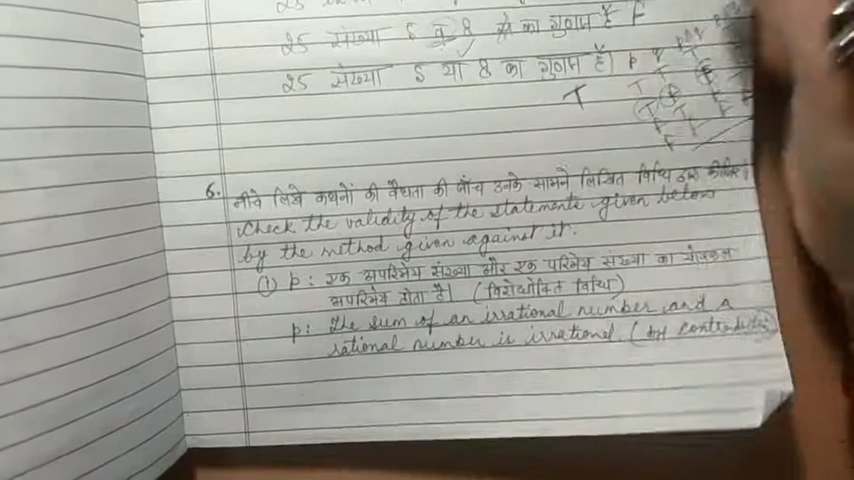 25 संख्या 5 व 8 का गुणज है F
25 संख्या 5 या 8 का गुणज है। P
T
6. नीचे लिखे कथनों की वैधता की जाँच उनके सामने लिखित विधि द्वारा कीजिए।
Check the validity of the statements given below
by the method given against it.
(i) p: एक अपरिमेय संख्या और एक परिमेय संख्या का योगफल
अपरिमेय होता है। (विरोधोक्ति विधि)
p: The sum of an irrational number and a
rational number is irrational. (by contradiction)